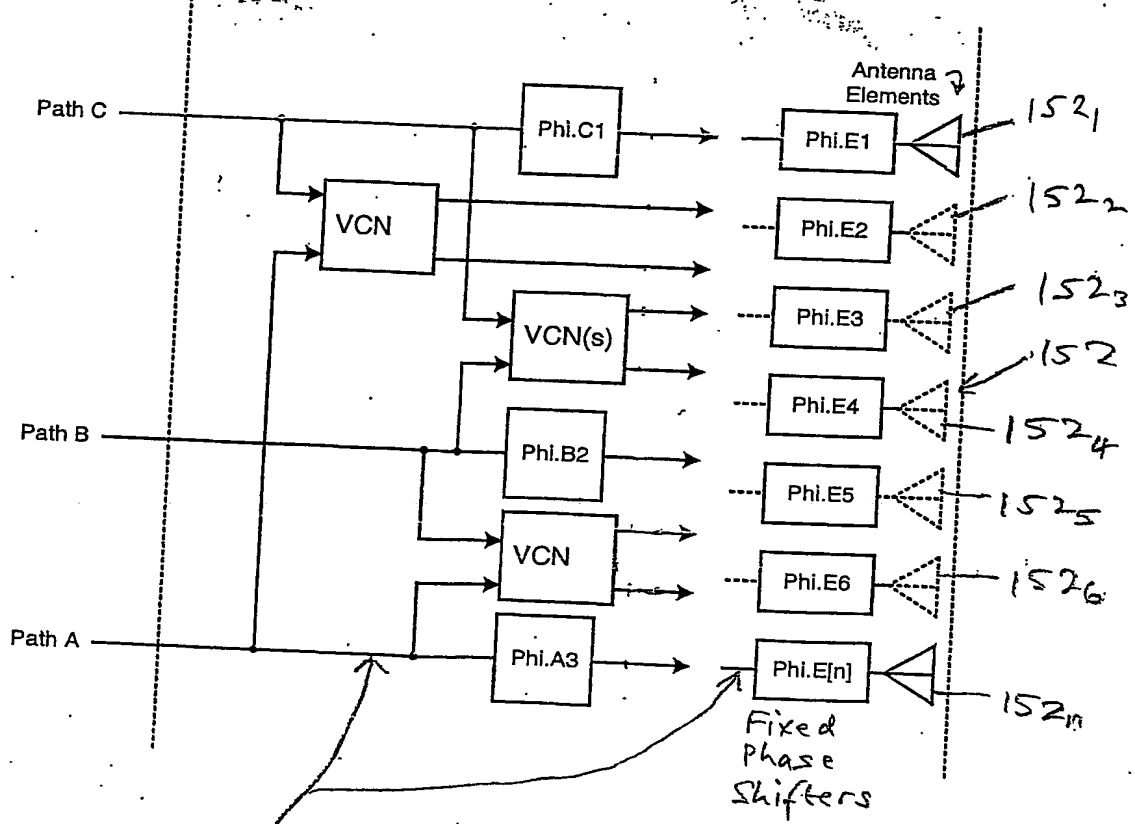 Antenna
Elements
Path C
Phi.C1
Phi.E1
152₁
VCN
Phi.E2
152₂
VCN(s)
Phi.E3
152₃
152
Phi.E4
152₄
Path B
Phi.B2
Phi.E5
152₅
VCN
Phi.E6
152₆
Path A
Phi.A3
Phi.E[n]
152ₙ
Fixed
Phase
Shifters